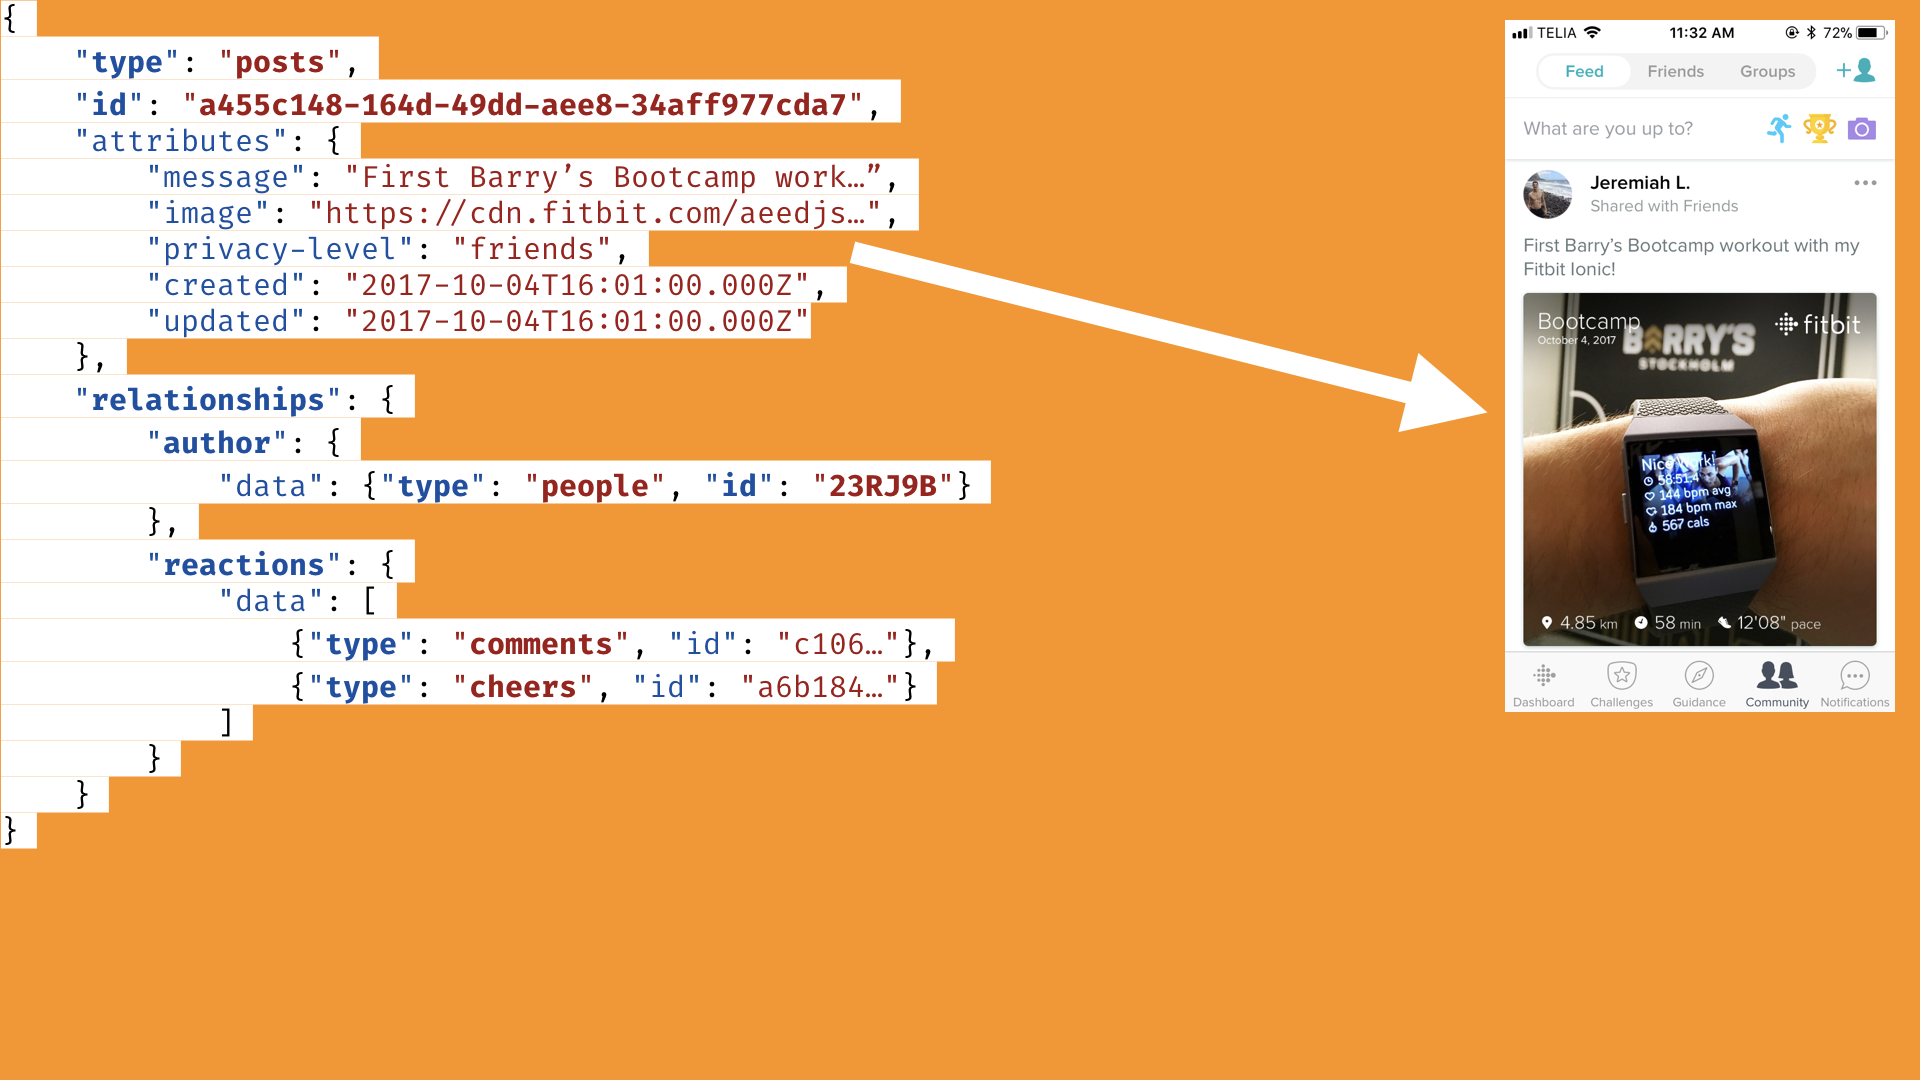 {
"type": "posts",
"id": "a455c148-164d-49dd-aee8-34aff977cda7",
"attributes": {
"message": "First Barry’s Bootcamp work…”,
"image": "https://cdn.fitbit.com/aeedjs…",
"privacy-level": "friends",
"created": "2017-10-04T16:01:00.000Z",
"updated": "2017-10-04T16:01:00.000Z"
},
"relationships": {
"author": {
"data": {"type": "people", "id": "23RJ9B"}
},
"reactions": {
"data": [
{"type": "comments", "id": "c106…"},
{"type": "cheers", "id": "a6b184…"}
]
}
}
}
TELIA 11:32 AM 72%
Feed Friends Groups
What are you up to?
Jeremiah L.
Shared with Friends
First Barry’s Bootcamp workout with my
Fitbit Ionic!
Bootcamp
October 4, 2017
fitbit
BARRY'S
STOCKHOLM
Nice work!
58:51.4
144 bpm avg
184 bpm max
567 cals
4.85 km 58 min 12'08" pace
Dashboard Challenges Guidance Community Notifications